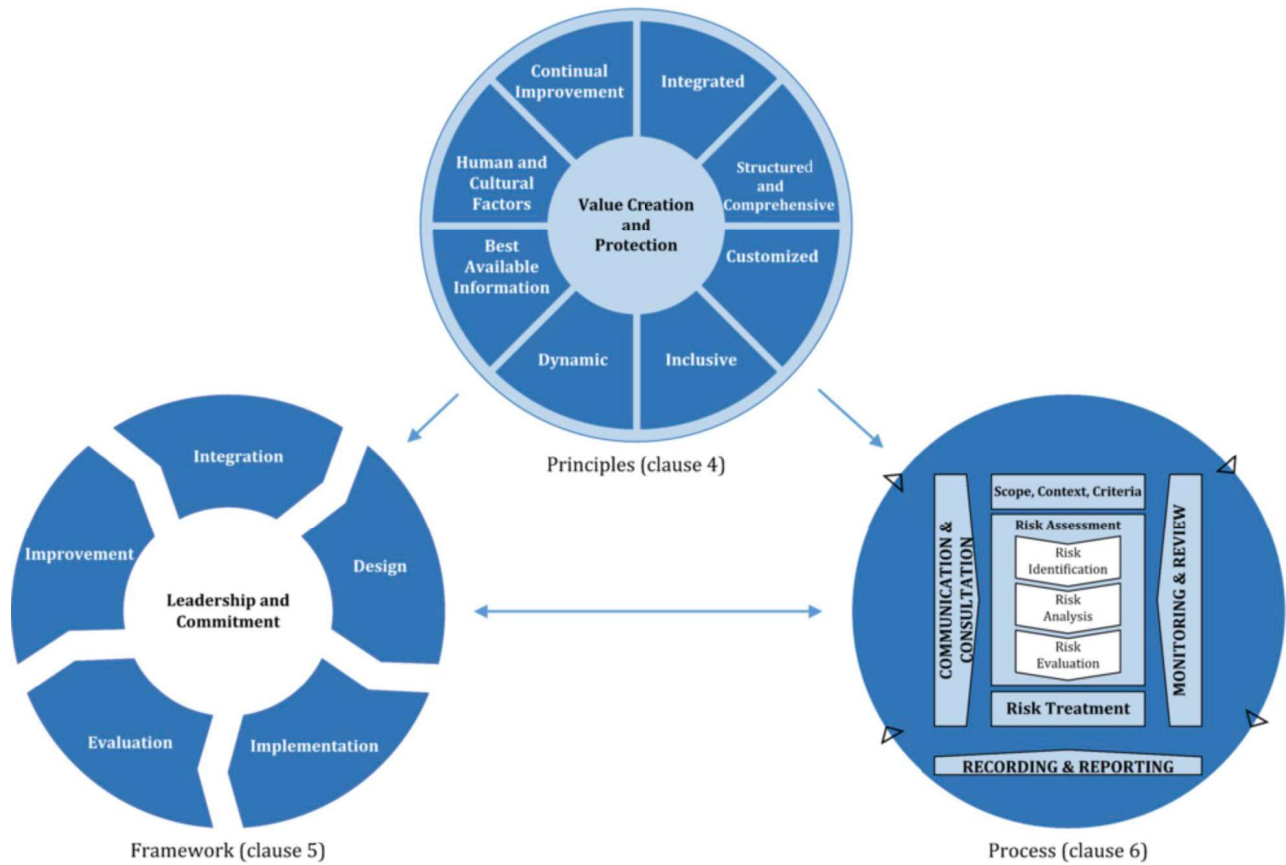 Continual
Improvement
Integrated
Structured
and
Comprehensive
Customized
Inclusive
Dynamic
Best
Available
Information
Human and
Cultural
Factors
Value Creation
and
Protection
Principles (clause 4)
Integration
Design
Implementation
Evaluation
Improvement
Leadership and
Commitment
Framework (clause 5)
Scope, Context, Criteria
Risk Assessment
Risk
Identification
Risk
Analysis
Risk
Evaluation
Risk Treatment
COMMUNICATION &
CONSULTATION
MONITORING & REVIEW
RECORDING & REPORTING
Process (clause 6)